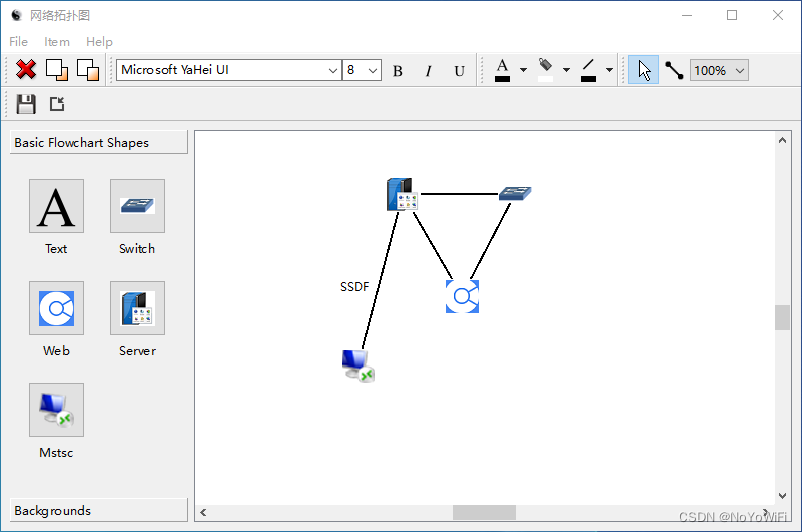 网络拓扑图
File Item Help
Microsoft YaHei UI 8 B I U A 100%
Basic Flowchart Shapes
A
Text Switch
SSDF
Web Server
Mstsc
Backgrounds
CSDN @NoYoWiFi